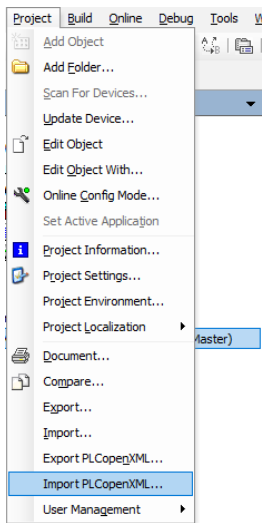 Project Build Online Debug Tools
Add Object
Add Folder...
Scan For Devices...
Update Device...
Edit Object
Edit Object With...
Online Config Mode...
Set Active Application
Project Information...
Project Settings...
Project Environment...
Project Localization
Master)
Document...
Compare...
Export...
Import...
Export PLCopenXML...
Import PLCopenXML...
User Management